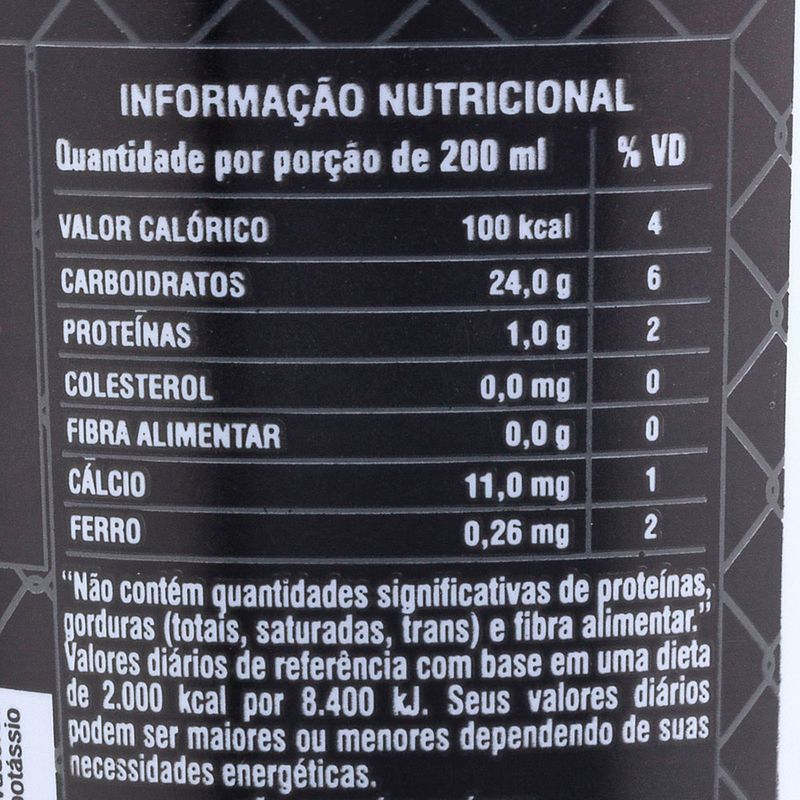 INFORMAÇÃO NUTRICIONAL
Quantidade por porção de 200 ml % VD
VALOR CALÓRICO 100 kcal 4
CARBOIDRATOS 24,0 g 6
PROTEÍNAS 1,0 g 2
COLESTEROL 0,0 mg 0
FIBRA ALIMENTAR 0,0 g 0
CÁLCIO 11,0 mg 1
FERRO 0,26 mg 2
“Não contém quantidades significativas de proteínas,
gorduras (totais, saturadas, trans) e fibra alimentar.”
Valores diários de referência com base em uma dieta
de 2.000 kcal por 8.400 kJ. Seus valores diários
podem ser maiores ou menores dependendo de suas
necessidades energéticas.
potássio